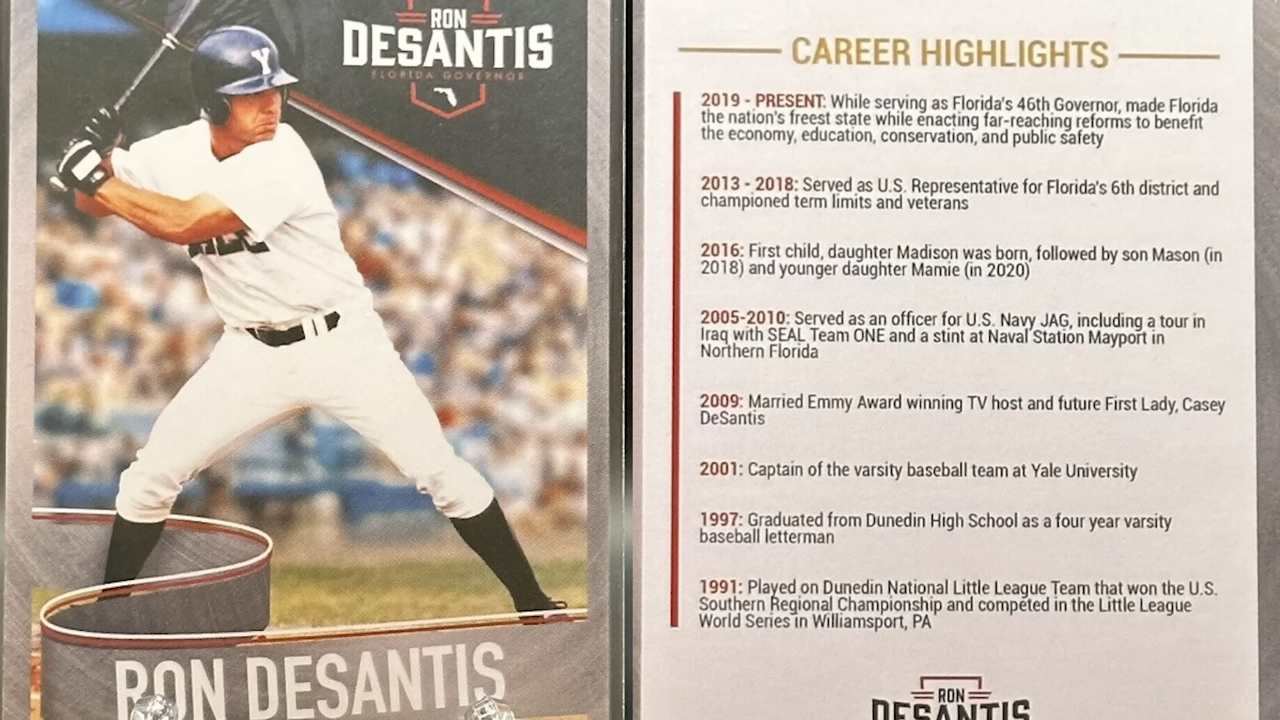 Y
RON
DESANTIS
FLORIDA GOVERNOR
RON DESANTIS
CAREER HIGHLIGHTS
2019 - PRESENT: While serving as Florida's 46th Governor, made Florida
the nation's freest state while enacting far-reaching reforms to benefit
the economy, education, conservation, and public safety
2013 - 2018: Served as U.S. Representative for Florida's 6th district and
championed term limits and veterans
2016: First child, daughter Madison was born, followed by son Mason (in
2018) and younger daughter Mamie (in 2020)
2005-2010: Served as an officer for U.S. Navy JAG, including a tour in
Iraq with SEAL Team ONE and a stint at Naval Station Mayport in
Northern Florida
2009: Married Emmy Award winning TV host and future First Lady, Casey
DeSantis
2001: Captain of the varsity baseball team at Yale University
1997: Graduated from Dunedin High School as a four year varsity
baseball letterman
1991: Played on Dunedin National Little League Team that won the U.S.
Southern Regional Championship and competed in the Little League
World Series in Williamsport, PA
RON
DESANTIS